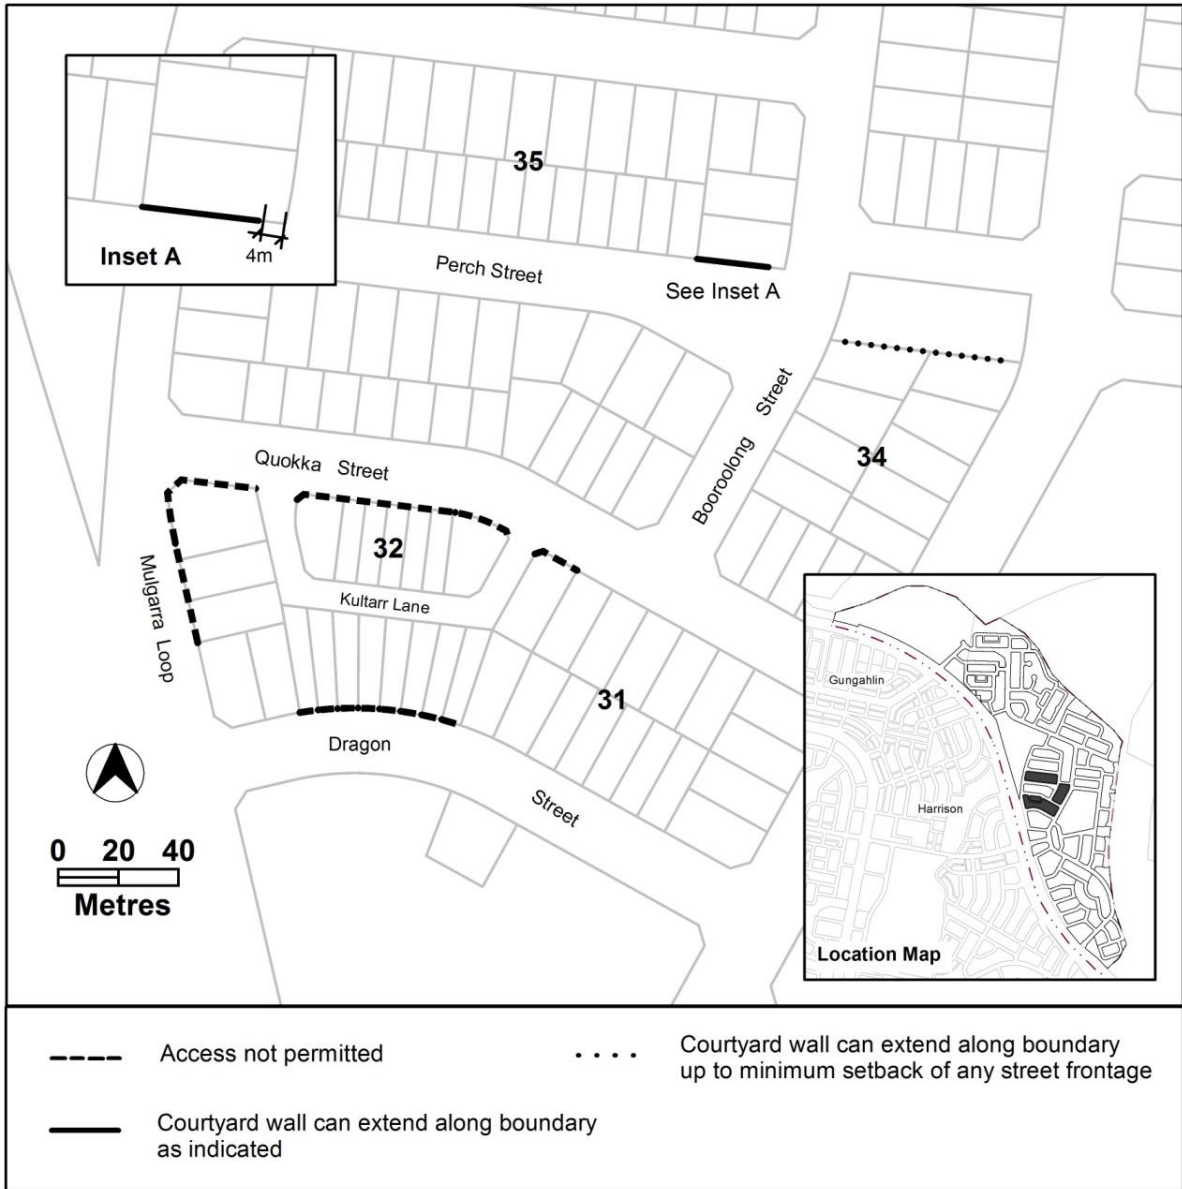 35
Inset A
4m
Perch Street
See Inset A
Booroolong Street
34
Quokka Street
32
Mulgarra Loop
Kultarr Lane
31
Dragon Street
0 20 40
Metres
Gungahlin
Harrison
Location Map
Access not permitted
Courtyard wall can extend along boundary
up to minimum setback of any street frontage
Courtyard wall can extend along boundary
as indicated